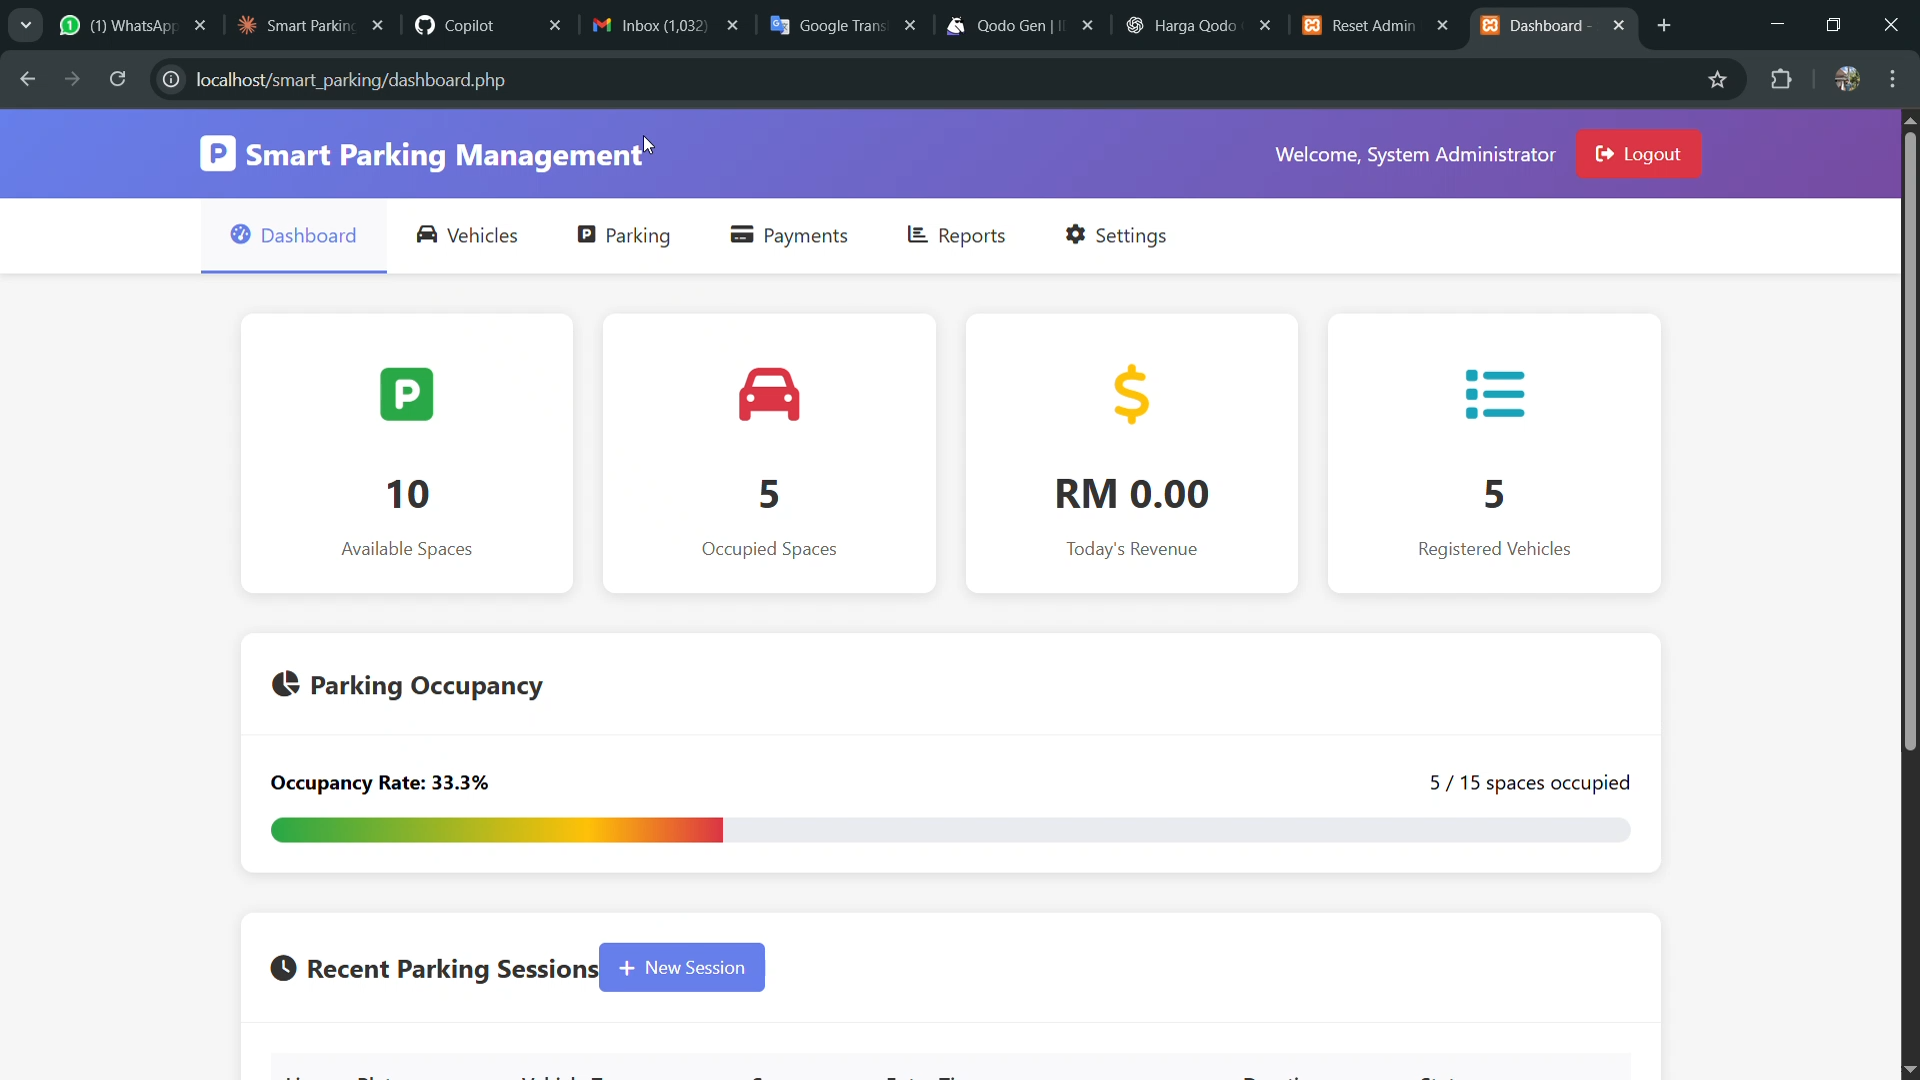 (1) WhatsApp
Smart Parking
Copilot
Inbox (1,032)
Google Trans
Qodo Gen |
Harga Qodo
Reset Admin
Dashboard -
localhost/smart_parking/dashboard.php
P Smart Parking Management
Welcome, System Administrator
Logout
Dashboard
Vehicles
Parking
Payments
Reports
Settings
P
$
10
5
RM 0.00
5
Available Spaces
Occupied Spaces
Today's Revenue
Registered Vehicles
Parking Occupancy
Occupancy Rate: 33.3%
5 / 15 spaces occupied
Recent Parking Sessions
+ New Session